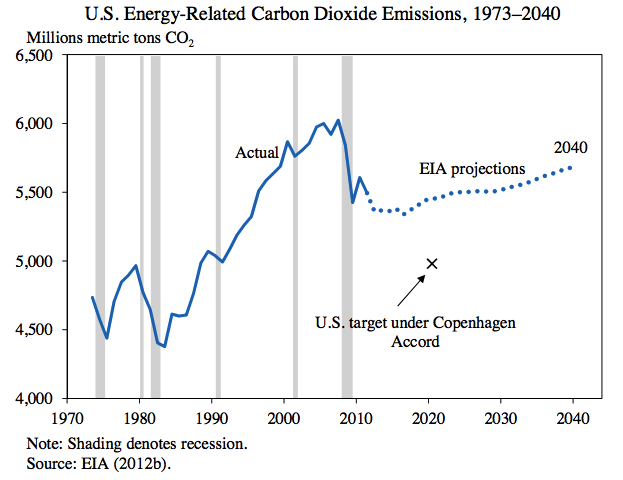 U.S. Energy-Related Carbon Dioxide Emissions, 1973–2040
Millions metric tons CO₂
6,500
6,000
5,500
5,000
4,500
4,000
Actual
2040
EIA projections
U.S. target under Copenhagen
Accord
1970 1980 1990 2000 2010 2020 2030 2040
Note: Shading denotes recession.
Source: EIA (2012b).